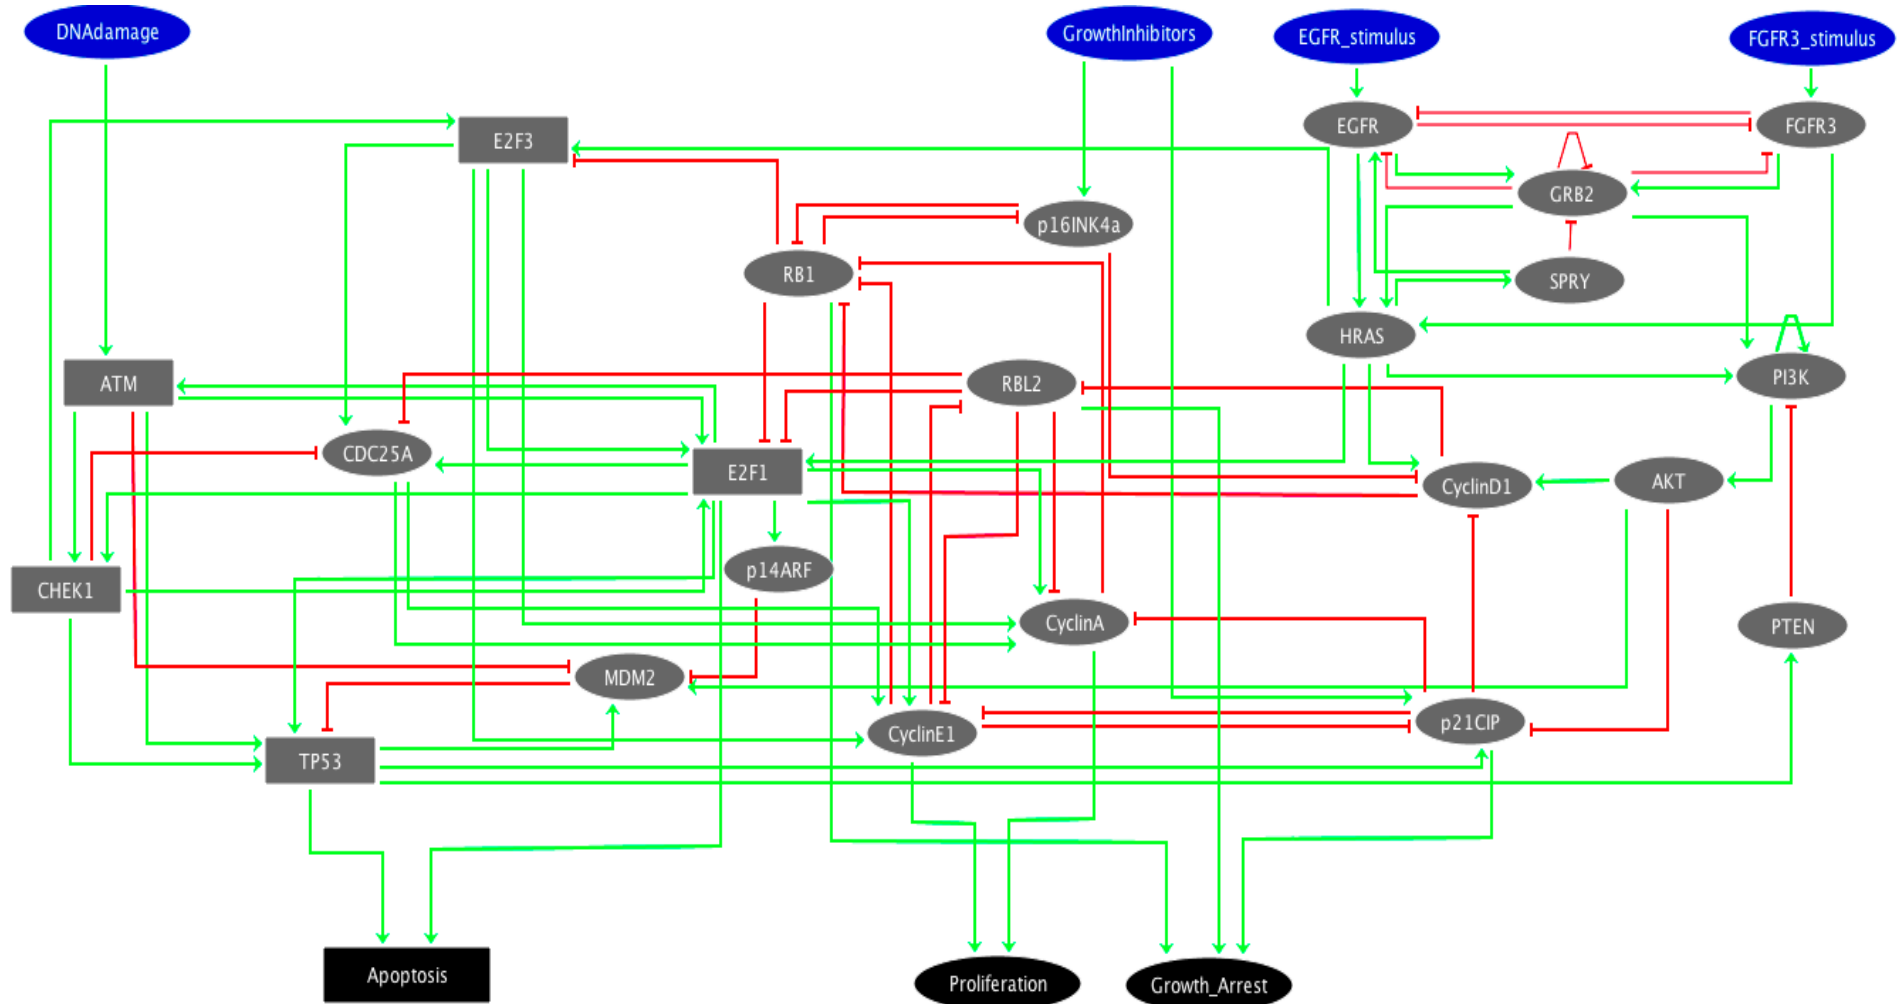 DNAdamage
GrowthInhibitors
EGFR_stimulus
FGFR3_stimulus
E2F3
EGFR
FGFR3
GRB2
p16INK4a
RB1
SPRY
HRAS
ATM
RBL2
PI3K
CDC25A
E2F1
CyclinD1
AKT
p14ARF
CHEK1
CyclinA
PTEN
MDM2
CyclinE1
p21CIP
TP53
Apoptosis
Proliferation
Growth_Arrest